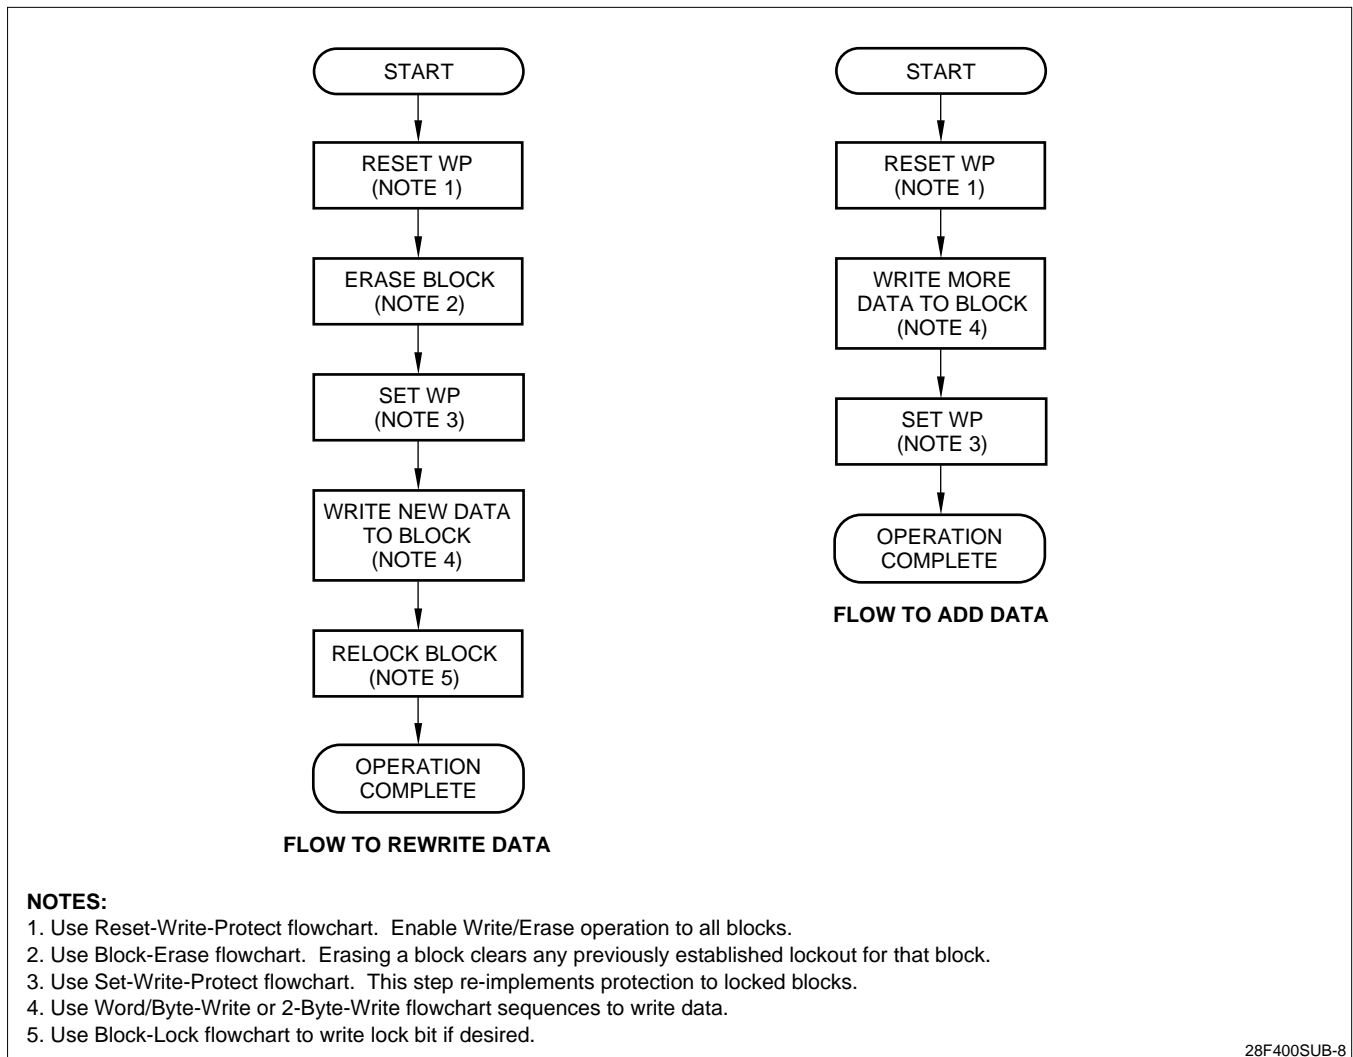 START
RESET WP
(NOTE 1)
ERASE BLOCK
(NOTE 2)
SET WP
(NOTE 3)
WRITE NEW DATA
TO BLOCK
(NOTE 4)
RELOCK BLOCK
(NOTE 5)
OPERATION
COMPLETE
FLOW TO REWRITE DATA
START
RESET WP
(NOTE 1)
WRITE MORE
DATA TO BLOCK
(NOTE 4)
SET WP
(NOTE 3)
OPERATION
COMPLETE
FLOW TO ADD DATA
NOTES:
1. Use Reset-Write-Protect flowchart. Enable Write/Erase operation to all blocks.
2. Use Block-Erase flowchart. Erasing a block clears any previously established lockout for that block.
3. Use Set-Write-Protect flowchart. This step re-implements protection to locked blocks.
4. Use Word/Byte-Write or 2-Byte-Write flowchart sequences to write data.
5. Use Block-Lock flowchart to write lock bit if desired.
28F400SUB-8